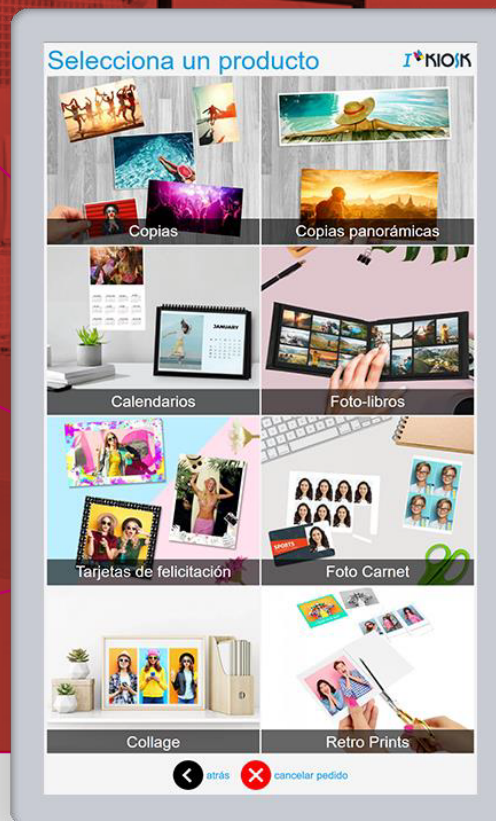 Selecciona un producto
I KIOSK
Copias
Copias panorámicas
JANUARY
Calendarios
Foto-libros
SPORTS
Tarjetas de felicitación
Foto Carnet
Collage
Retro Prints
atrás
cancelar pedido